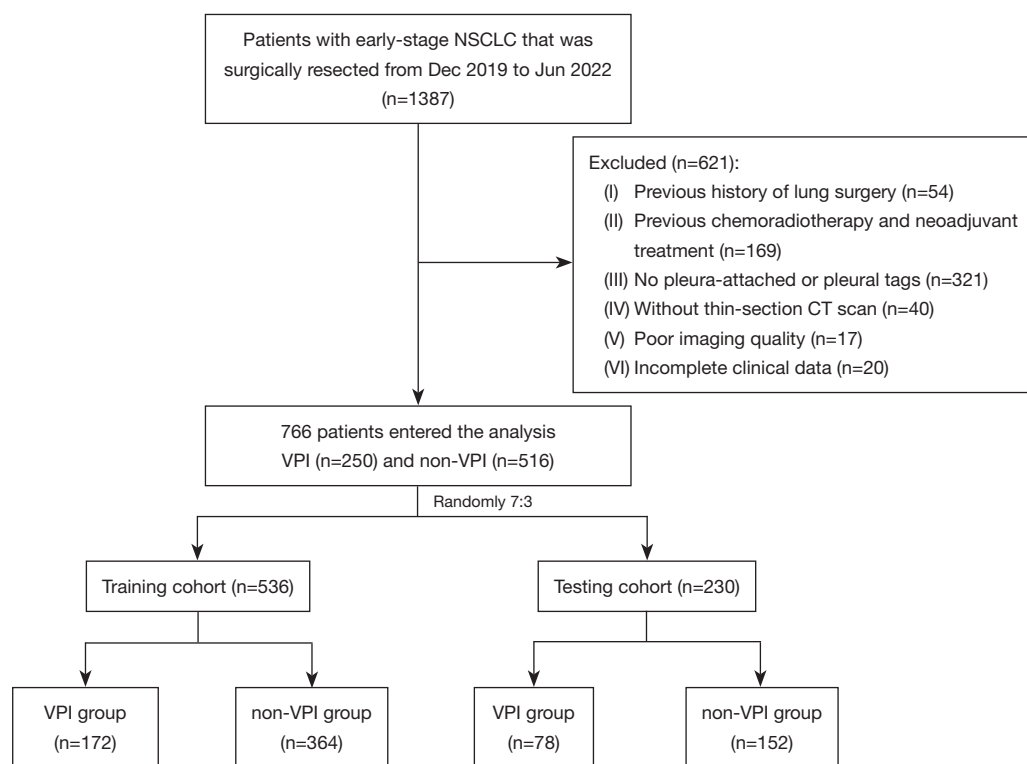 Patients with early-stage NSCLC that was
surgically resected from Dec 2019 to Jun 2022
(n=1387)
Excluded (n=621):
(I) Previous history of lung surgery (n=54)
(II) Previous chemoradiotherapy and neoadjuvant
treatment (n=169)
(III) No pleura-attached or pleural tags (n=321)
(IV) Without thin-section CT scan (n=40)
(V) Poor imaging quality (n=17)
(VI) Incomplete clinical data (n=20)
766 patients entered the analysis
VPI (n=250) and non-VPI (n=516)
Randomly 7:3
Training cohort (n=536)
Testing cohort (n=230)
VPI group
(n=172)
non-VPI group
(n=364)
VPI group
(n=78)
non-VPI group
(n=152)